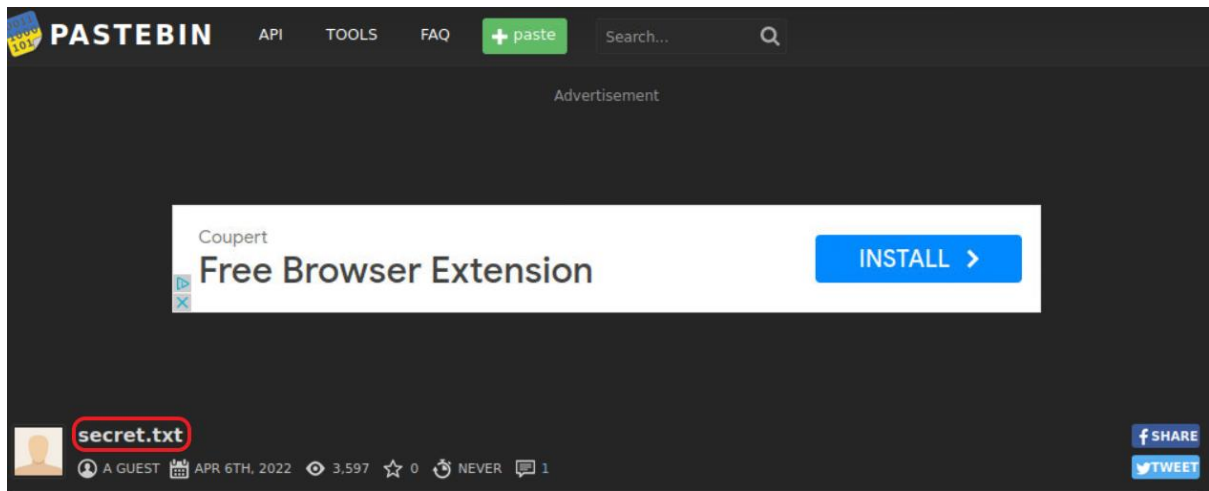 PASTEBIN API TOOLS FAQ + paste Search...
Advertisement
Coupert
Free Browser Extension
INSTALL >
secret.txt
A GUEST APR 6TH, 2022 3,597 0 NEVER 1
SHARE
TWEET